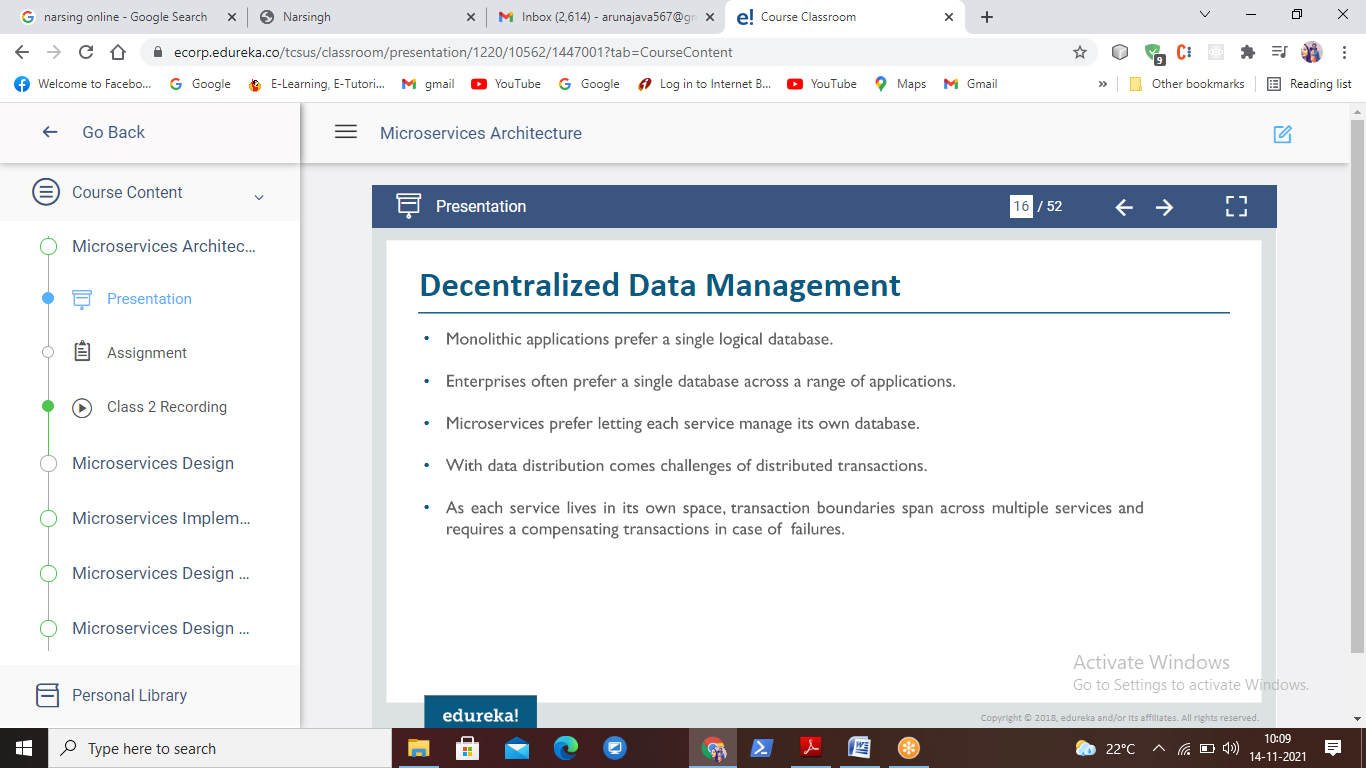 narsing online - Google Search
Narsingh
Inbox (2,614) - arunajava567@gr
Course Classroom
ecorp.edureka.co/tcsus/classroom/presentation/1220/10562/1447001?tab=CourseContent
9
Welcome to Facebo...
Google
E-Learning, E-Tutori...
gmail
YouTube
Google
Log in to Internet B...
YouTube
Maps
Gmail
»
Other bookmarks
Reading list
Go Back
Microservices Architecture
Course Content
Presentation
16 / 52
Microservices Architec...
Presentation
Assignment
Class 2 Recording
Microservices Design
Microservices Implem...
Microservices Design ...
Microservices Design ...
Personal Library
Decentralized Data Management
• Monolithic applications prefer a single logical database.
• Enterprises often prefer a single database across a range of applications.
• Microservices prefer letting each service manage its own database.
• With data distribution comes challenges of distributed transactions.
• As each service lives in its own space, transaction boundaries span across multiple services and
requires a compensating transactions in case of failures.
Activate Windows
Go to Settings to activate Windows.
edureka!
Copyright © 2018, edureka and/or its affiliates. All rights reserved.
Type here to search
22°C
10:09
14-11-2021